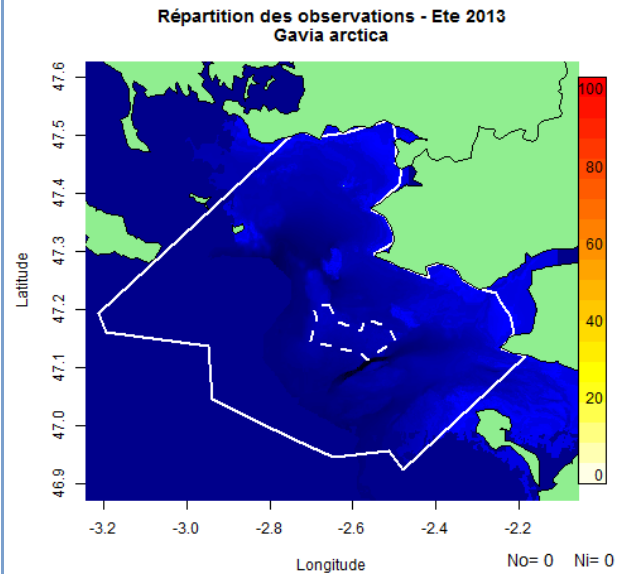 Répartition des observations - Ete 2013
Gavia arctica
Latitude
47.6
47.5
47.4
47.3
47.2
47.1
47.0
46.9
100
80
60
40
20
0
-3.2 -3.0 -2.8 -2.6 -2.4 -2.2
Longitude
No= 0 Ni= 0